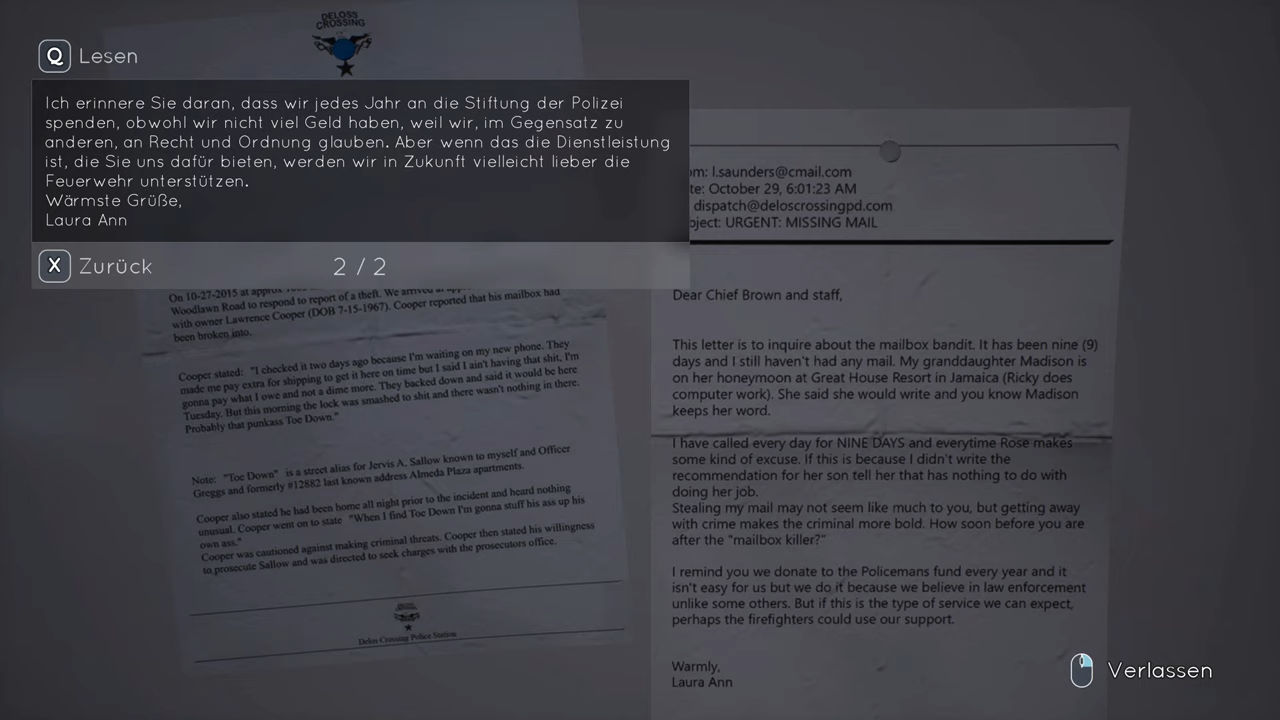 DELOSS
CROSSING
Q Lesen
Ich erinnere Sie daran, dass wir jedes Jahr an die Stiftung der Polizei
spenden, obwohl wir nicht viel Geld haben, weil wir, im Gegensatz zu
anderen, an Recht und Ordnung glauben. Aber wenn das die Dienstleistung
ist, die Sie uns dafür bieten, werden wir in Zukunft vielleicht lieber die
Feuerwehr unterstützen.
Wärmste Grüße,
Laura Ann
X Zurück 2 / 2
On 10-27-2015 at approx
Woodlawn Road to respond to report of a theft. We arrived at
with owner Lawrence Cooper (DOB 7-15-1967). Cooper reported that his mailbox had
been broken into.
Cooper stated: "I checked it two days ago because I'm waiting on my new phone. They
made me pay extra for shipping to get it here on time but I said I ain't having that shit, I'm
gonna pay what I owe and not a dime more. They backed down and said it would be here
Tuesday. But this morning the lock was smashed to shit and there wasn't nothing in there.
Probably that punkass Toe Down."
Note: "Toe Down" is a street alias for Jervis A. Sallow known to myself and Officer
Greggs and formerly #12882 last known address Almeda Plaza apartments.
Cooper also stated he had been home all night prior to the incident and heard nothing
unusual. Cooper went on to state "When I find Toe Down I'm gonna stuff his ass up his
own ass."
Cooper was cautioned against making criminal threats. Cooper then stated his willingness
to prosecute Sallow and was directed to seek charges with the prosecutors office.
Delos Crossing Police Station
om: l.saunders@cmail.com
te: October 29, 6:01:23 AM
dispatch@deloscrossingpd.com
bject: URGENT: MISSING MAIL
Dear Chief Brown and staff,
This letter is to inquire about the mailbox bandit. It has been nine (9)
days and I still haven't had any mail. My granddaughter Madison is
on her honeymoon at Great House Resort in Jamaica (Ricky does
computer work). She said she would write and you know Madison
keeps her word.
I have called every day for NINE DAYS and everytime Rose makes
some kind of excuse. If this is because I didn't write the
recommendation for her son tell her that has nothing to do with
doing her job.
Stealing my mail may not seem like much to you, but getting away
with crime makes the criminal more bold. How soon before you are
after the "mailbox killer?"
I remind you we donate to the Policemans fund every year and it
isn't easy for us but we do it because we believe in law enforcement
unlike some others. But if this is the type of service we can expect,
perhaps the firefighters could use our support.
Warmly,
Laura Ann
Verlassen